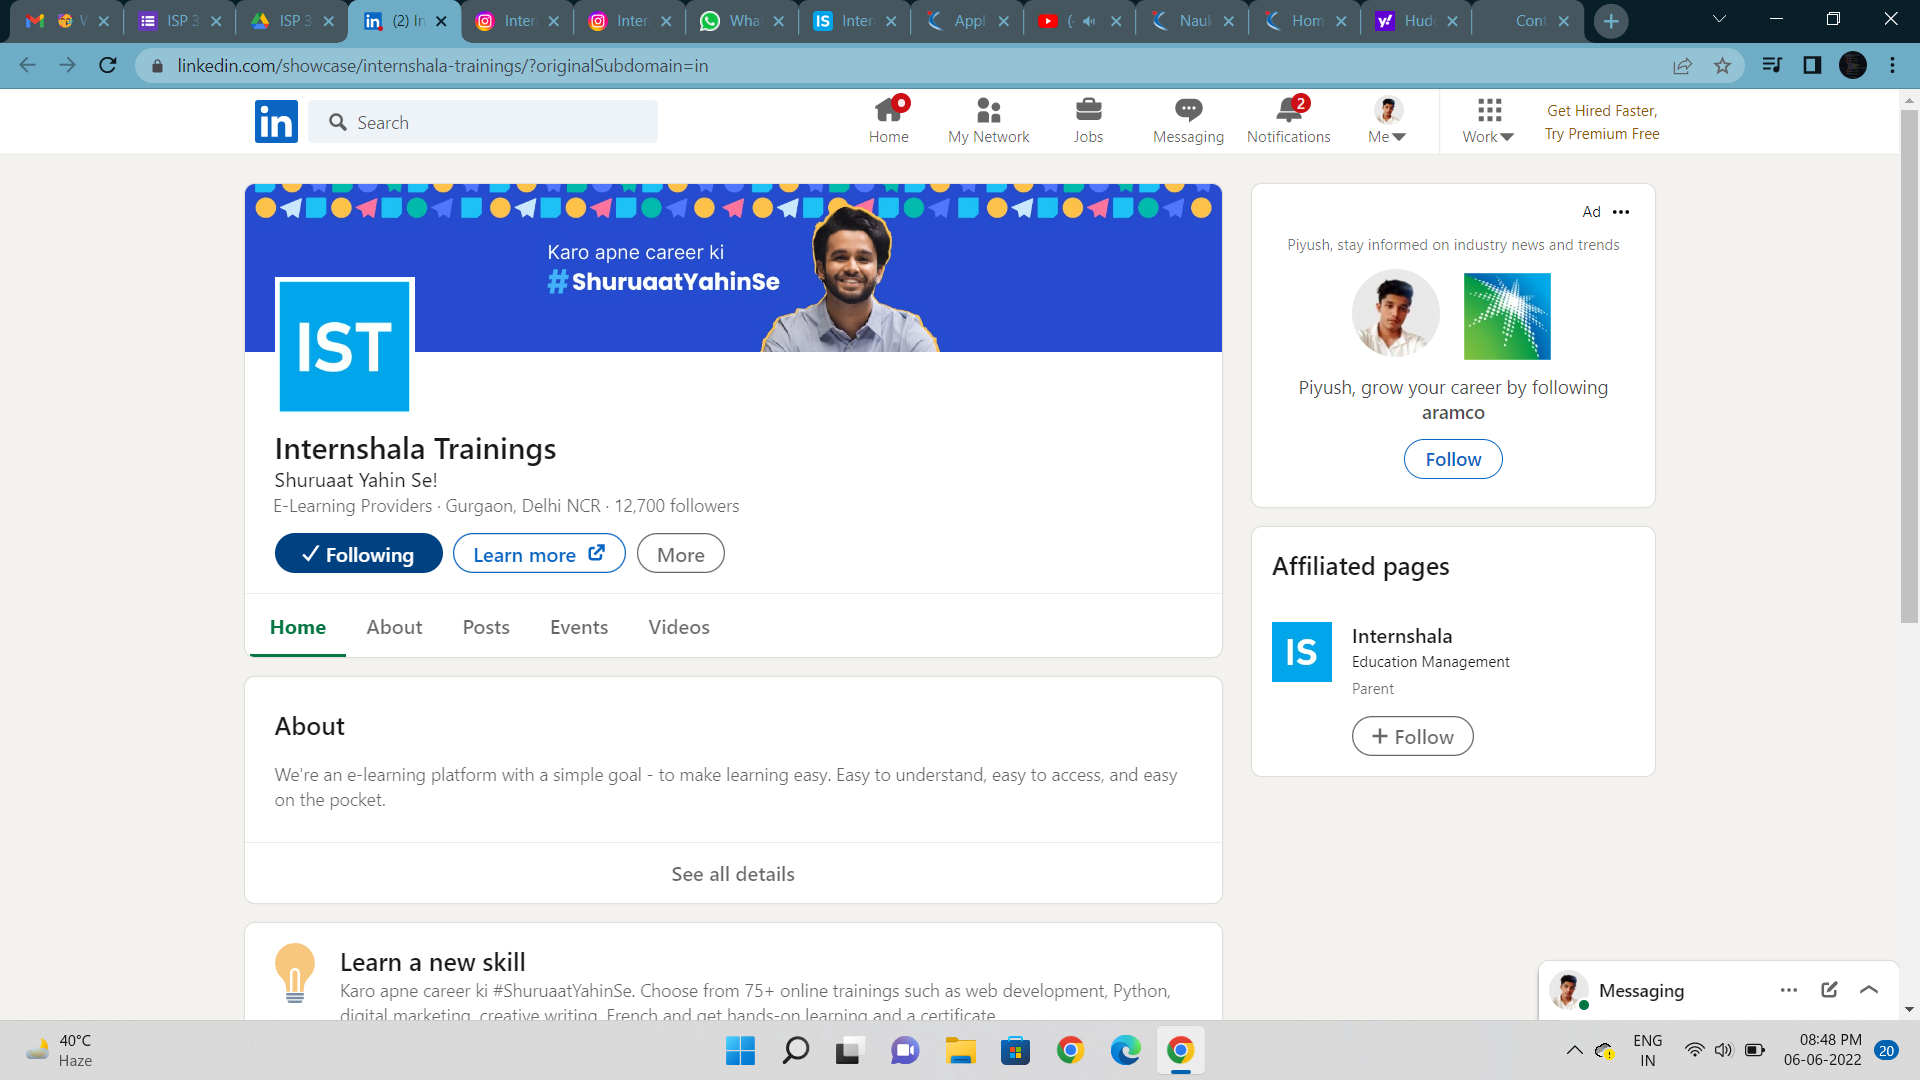 ISP 3
ISP 3
(2) In
Inter
Inter
What
IS
Inter
Appl
Nauk
Hom
Hud
Cont
linkedin.com/showcase/internshala-trainings/?originalSubdomain=in
in
Search
Home
My Network
Jobs
Messaging
2
Notifications
Me
Work
Get Hired Faster,
Try Premium Free
Karo apne career ki
#ShuruaatYahinSe
IST
Internshala Trainings
Shuruaat Yahin Se!
E-Learning Providers · Gurgaon, Delhi NCR · 12,700 followers
Following
Learn more
More
Home
About
Posts
Events
Videos
About
We're an e-learning platform with a simple goal - to make learning easy. Easy to understand, easy to access, and easy
on the pocket.
See all details
Learn a new skill
Karo apne career ki #ShuruaatYahinSe. Choose from 75+ online trainings such as web development, Python,
digital marketing, creative writing, French and get hands-on learning and a certificate
Ad
Piyush, stay informed on industry news and trends
Piyush, grow your career by following
aramco
Follow
Affiliated pages
IS
Internshala
Education Management
Parent
+ Follow
Messaging
40°C
Haze
ENG
IN
08:48 PM
06-06-2022
20